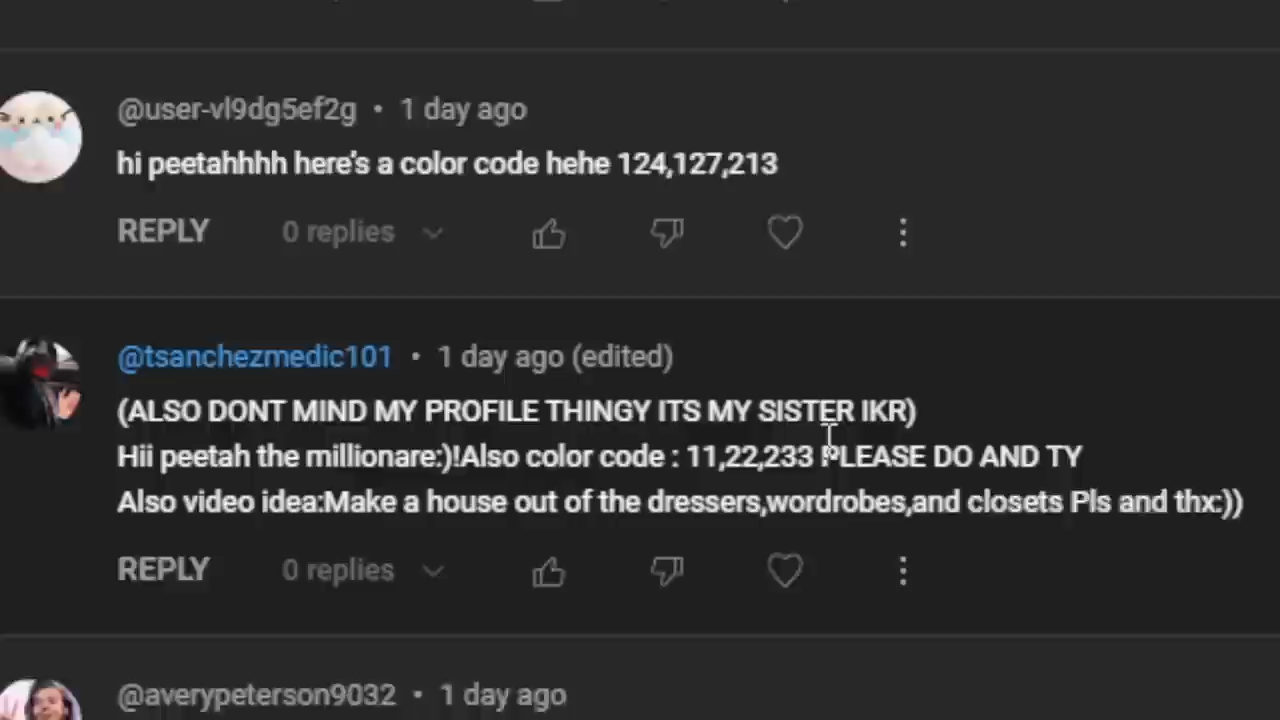 @user-vl9dg5ef2g • 1 day ago
hi peetahhhh here's a color code hehe 124,127,213
REPLY 0 replies
@tsanchezmedic101 • 1 day ago (edited)
(ALSO DONT MIND MY PROFILE THINGY ITS MY SISTER IKR)
Hii peetah the millionare:)!Also color code : 11,22,233 PLEASE DO AND TY
Also video idea:Make a house out of the dressers,wordrobes,and closets Pls and thx:))
REPLY 0 replies
@averypeterson9032 • 1 day ago